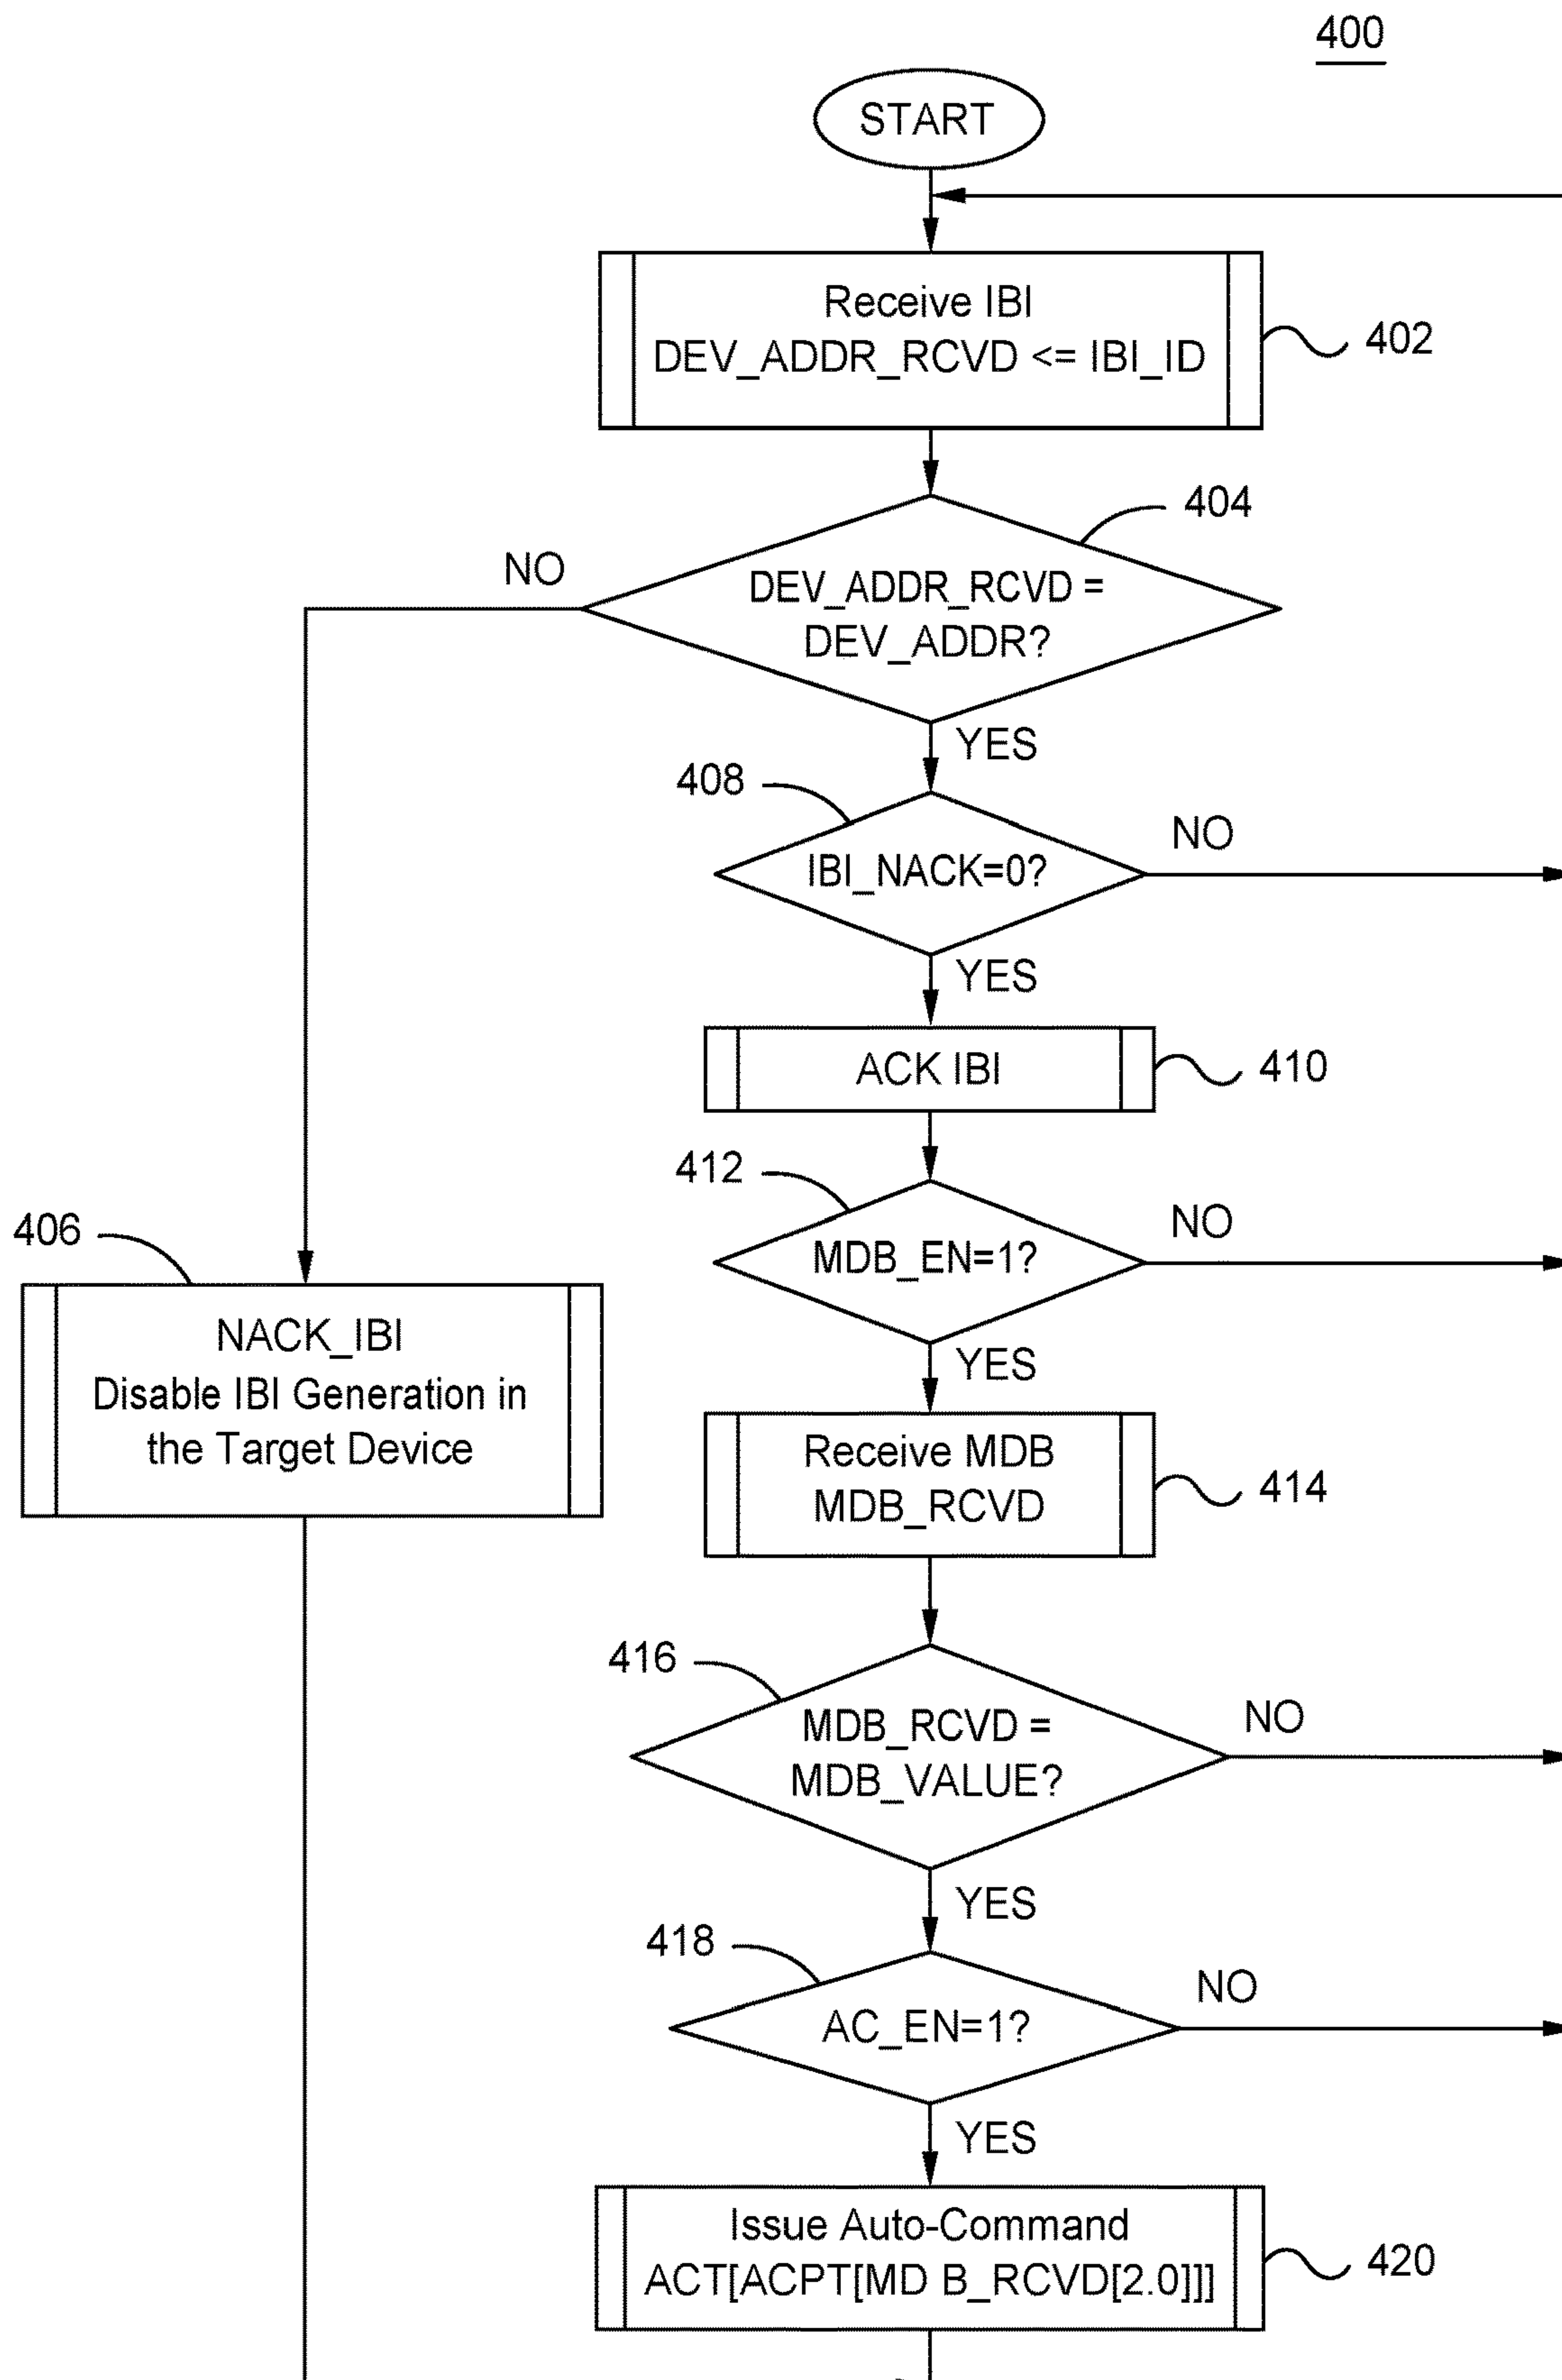 400
START
Receive IBI
DEV_ADDR_RCVD <= IBI_ID
402
404
NO
DEV_ADDR_RCVD =
DEV_ADDR?
YES
408
NO
IBI_NACK=0?
YES
ACK IBI
410
412
NO
MDB_EN=1?
406
YES
NACK_IBI
Disable IBI Generation in
the Target Device
Receive MDB
MDB_RCVD
414
416
NO
MDB_RCVD =
MDB_VALUE?
YES
418
NO
AC_EN=1?
YES
Issue Auto-Command
ACT[ACPT[MD B_RCVD[2.0]]]
420